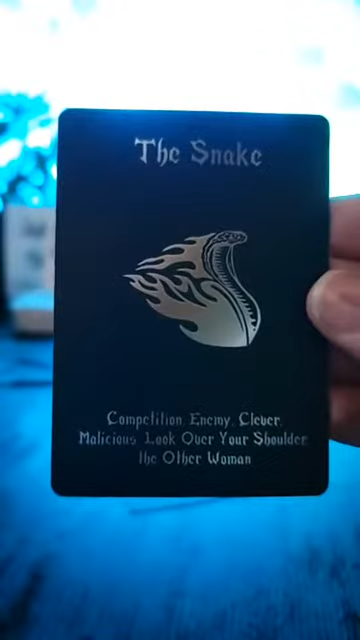 The Snake
Competition, Enemy, Clever,
Malicious, Look Over Your Shoulder,
the Other Woman